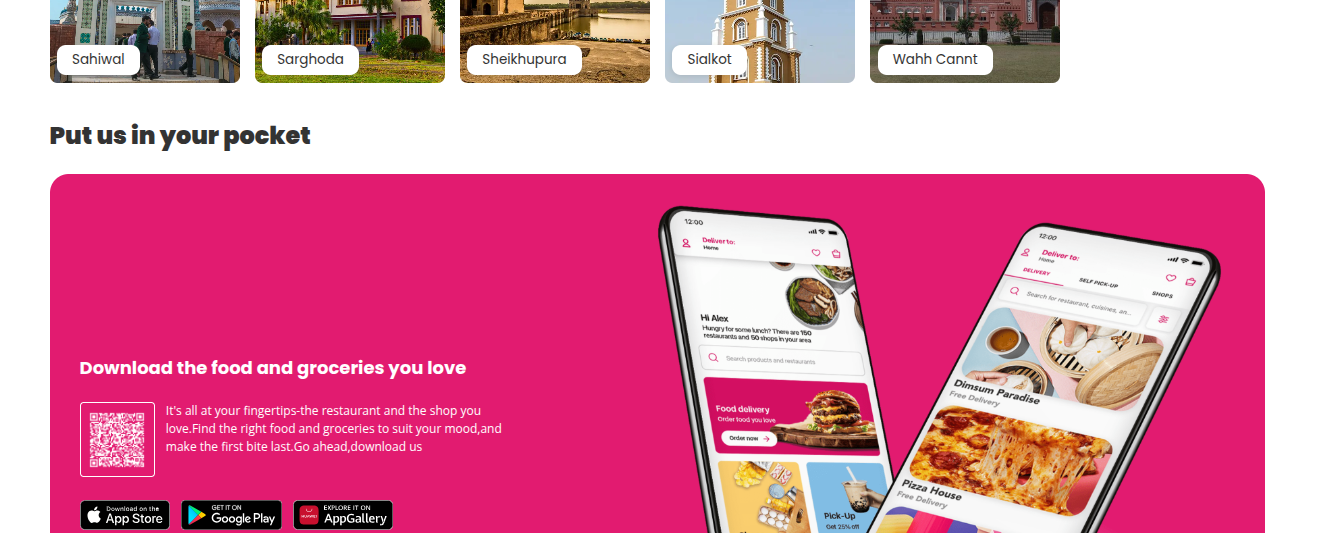 Sahiwal
Sarghoda
Sheikhupura
Sialkot
Wahh Cannt
Put us in your pocket
Download the food and groceries you love
It's all at your fingertips-the restaurant and the shop you
love.Find the right food and groceries to suit your mood,and
make the first bite last.Go ahead,download us
Download on the
App Store
GET IT ON
Google Play
HUAWEI
EXPLORE IT ON
AppGallery
12:00
Deliver to:
Home
Hi Alex
Hungry for some lunch? There are 150
restaurants and 50 shops in your area
Search products and restaurants
Food delivery
Order food you love
Order now
Pick-Up
Get 25% off
12:00
Deliver to:
Home
DELIVERY
SELF PICK-UP
SHOPS
Search for restaurant, cuisines, an...
Dimsum Paradise
Free Delivery
Pizza House
Free Delivery